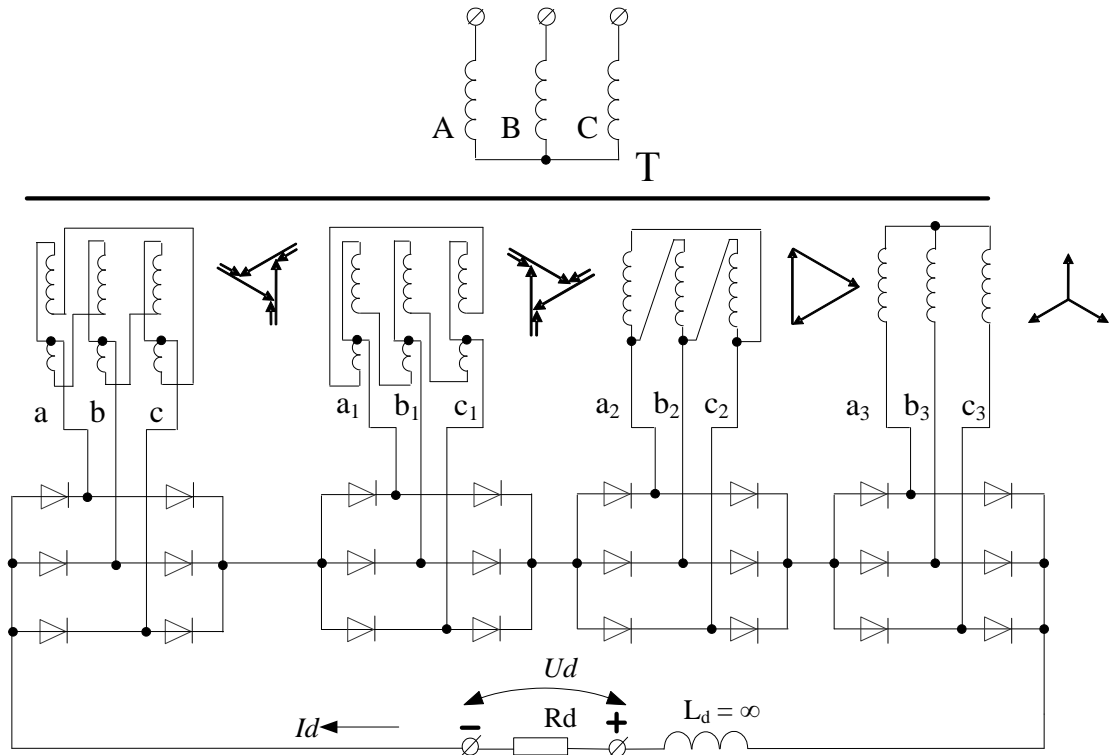 A B C
T
a b c
a1 b1 c1
a2 b2 c2
a3 b3 c3
Ud
Id
− Rd +
Ld = ∞